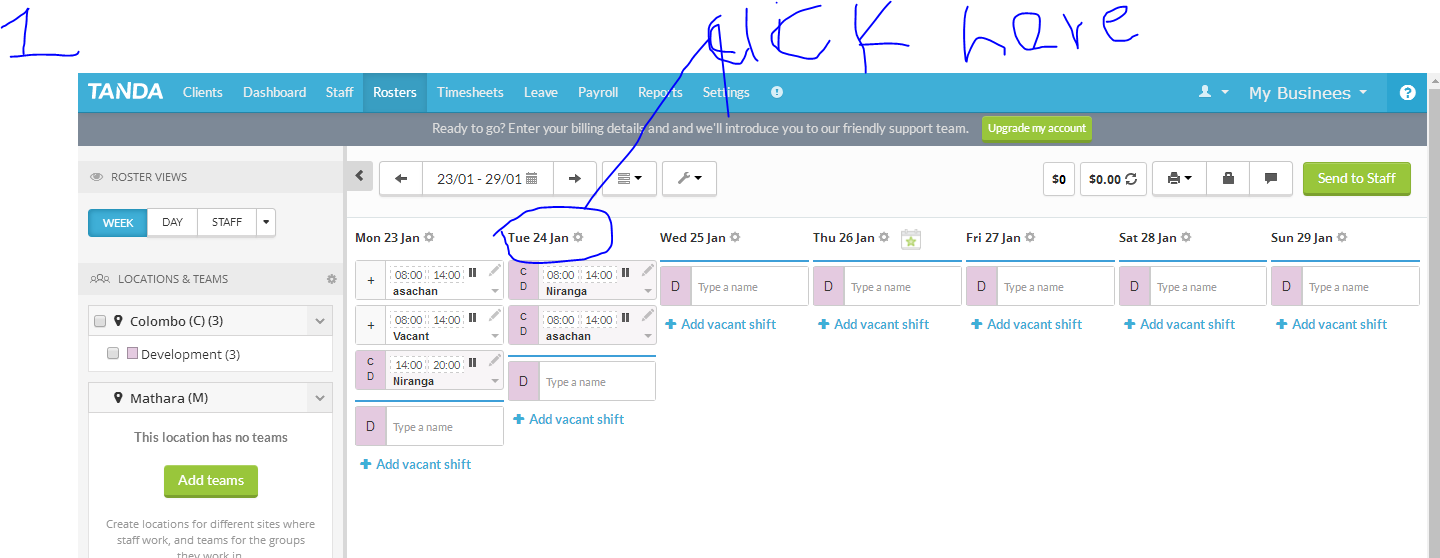 1 click here
TANDA Clients Dashboard Staff Rosters Timesheets Leave Payroll Reports Settings My Businees
Ready to go? Enter your billing details and and we'll introduce you to our friendly support team. Upgrade my account
ROSTER VIEWS
WEEK DAY STAFF
23/01 - 29/01 $0 $0.00 Send to Staff
Mon 23 Jan Tue 24 Jan Wed 25 Jan Thu 26 Jan Fri 27 Jan Sat 28 Jan Sun 29 Jan
LOCATIONS & TEAMS
Colombo (C) (3)
Development (3)
Mathara (M)
This location has no teams
Add teams
Create locations for different sites where
staff work, and teams for the groups
they work in.
+ 08:00 14:00
asachan
+ 08:00 14:00
Vacant
C D 14:00 20:00
Niranga
D Type a name
+ Add vacant shift
C D 08:00 14:00
Niranga
C D 08:00 14:00
asachan
D Type a name
+ Add vacant shift
D Type a name
+ Add vacant shift
D Type a name
+ Add vacant shift
D Type a name
+ Add vacant shift
D Type a name
+ Add vacant shift
D Type a name
+ Add vacant shift